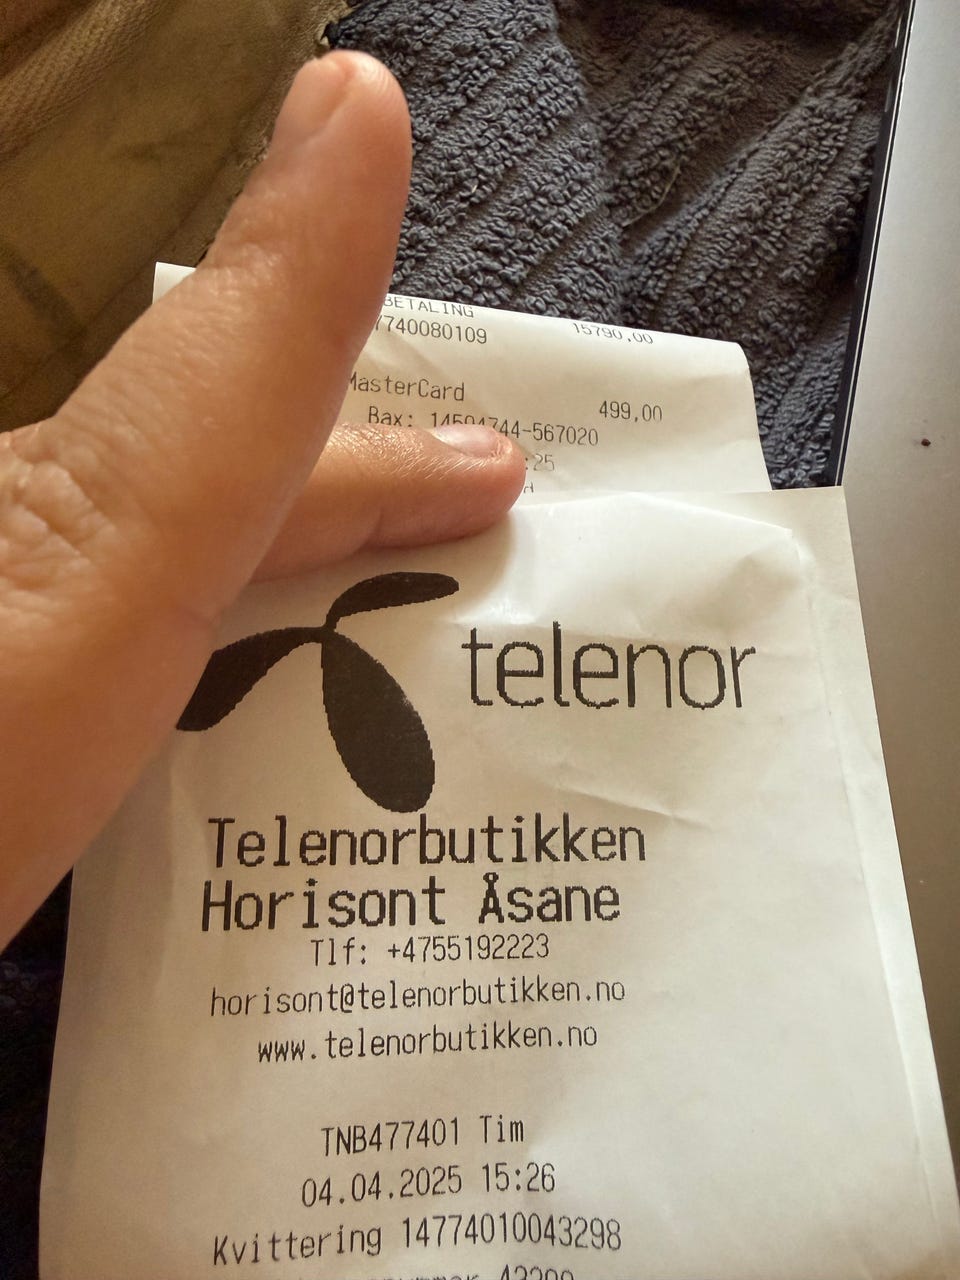 BETALING 15790,00
7740080109
MasterCard 499,00
Bax: 14504744-567020
:25
telenor
Telenorbutikken
Horisont Åsane
Tlf: +4755192223
horisont@telenorbutikken.no
www.telenorbutikken.no
TNB477401 Tim
04.04.2025 15:26
Kvittering 14774010043298